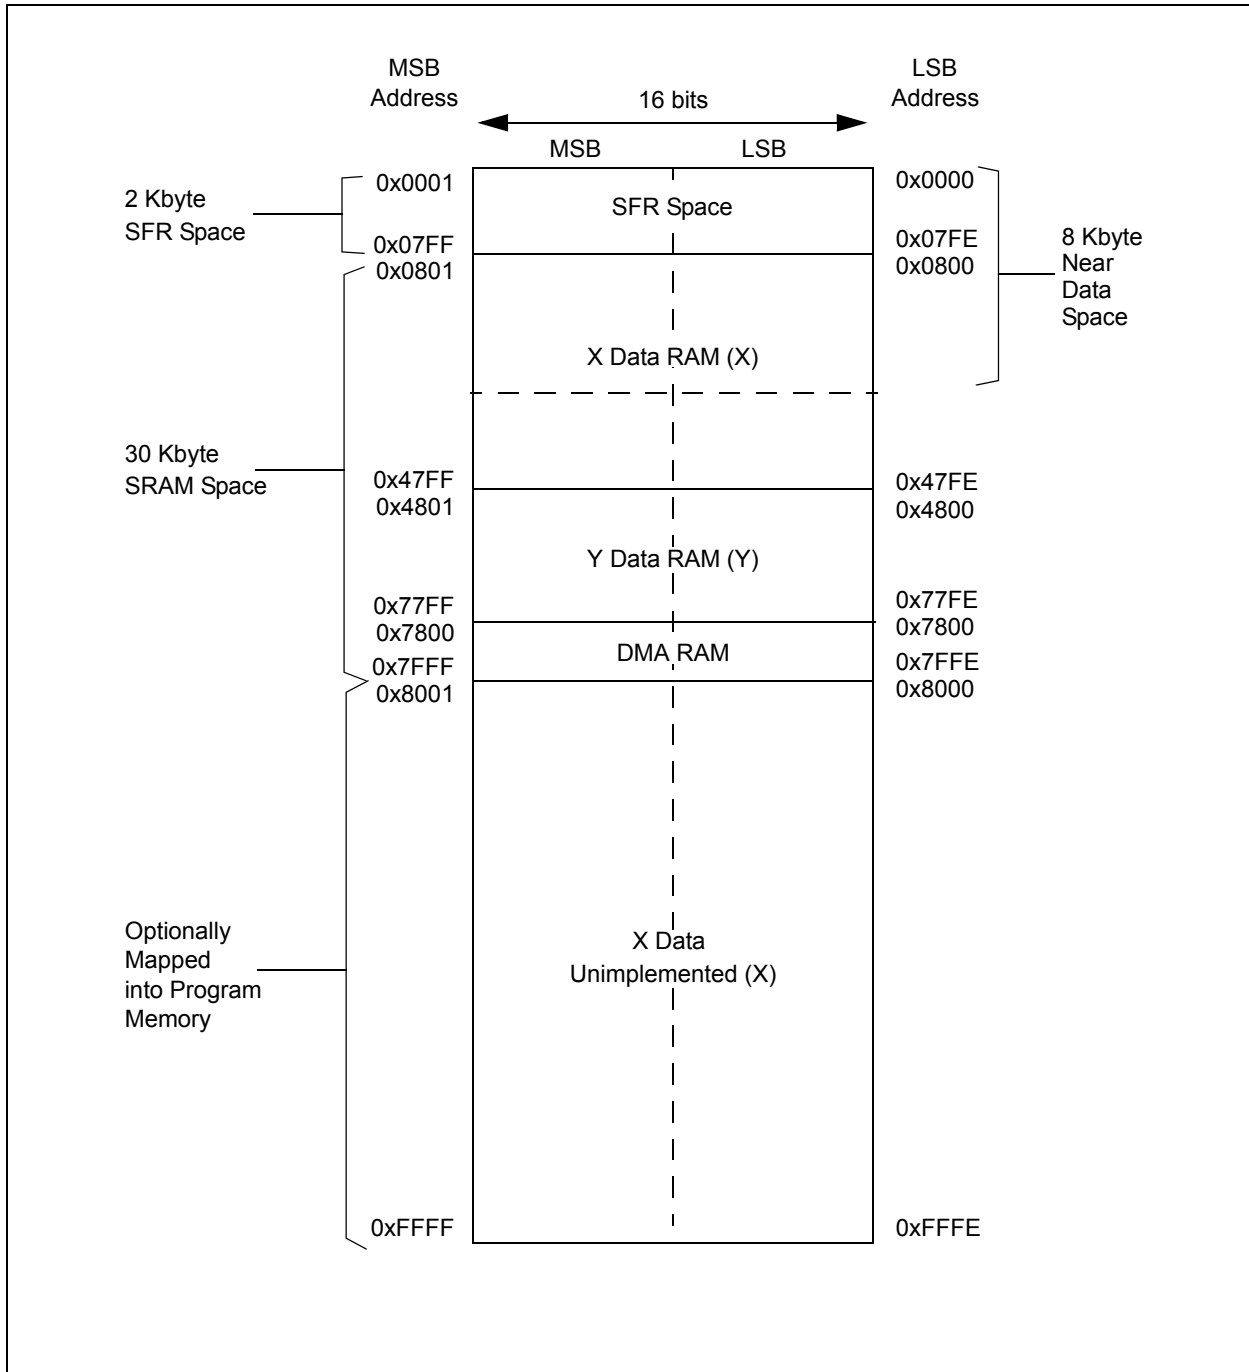 MSB
Address
LSB
Address
16 bits
MSB
LSB
2 Kbyte
SFR Space
0x0001
0x07FF
0x0801
SFR Space
0x0000
0x07FE
0x0800
8 Kbyte
Near
Data
Space
X Data RAM (X)
30 Kbyte
SRAM Space
0x47FF
0x4801
0x47FE
0x4800
Y Data RAM (Y)
0x77FF
0x7800
0x77FE
0x7800
DMA RAM
0x7FFF
0x8001
0x7FFE
0x8000
Optionally
Mapped
into Program
Memory
X Data
Unimplemented (X)
0xFFFF
0xFFFE